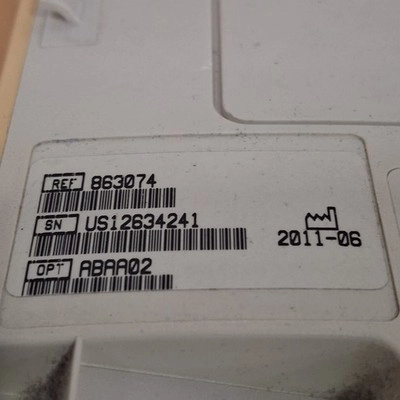 REF 863074
SN US12634241
2011-06
OPT ABAA02